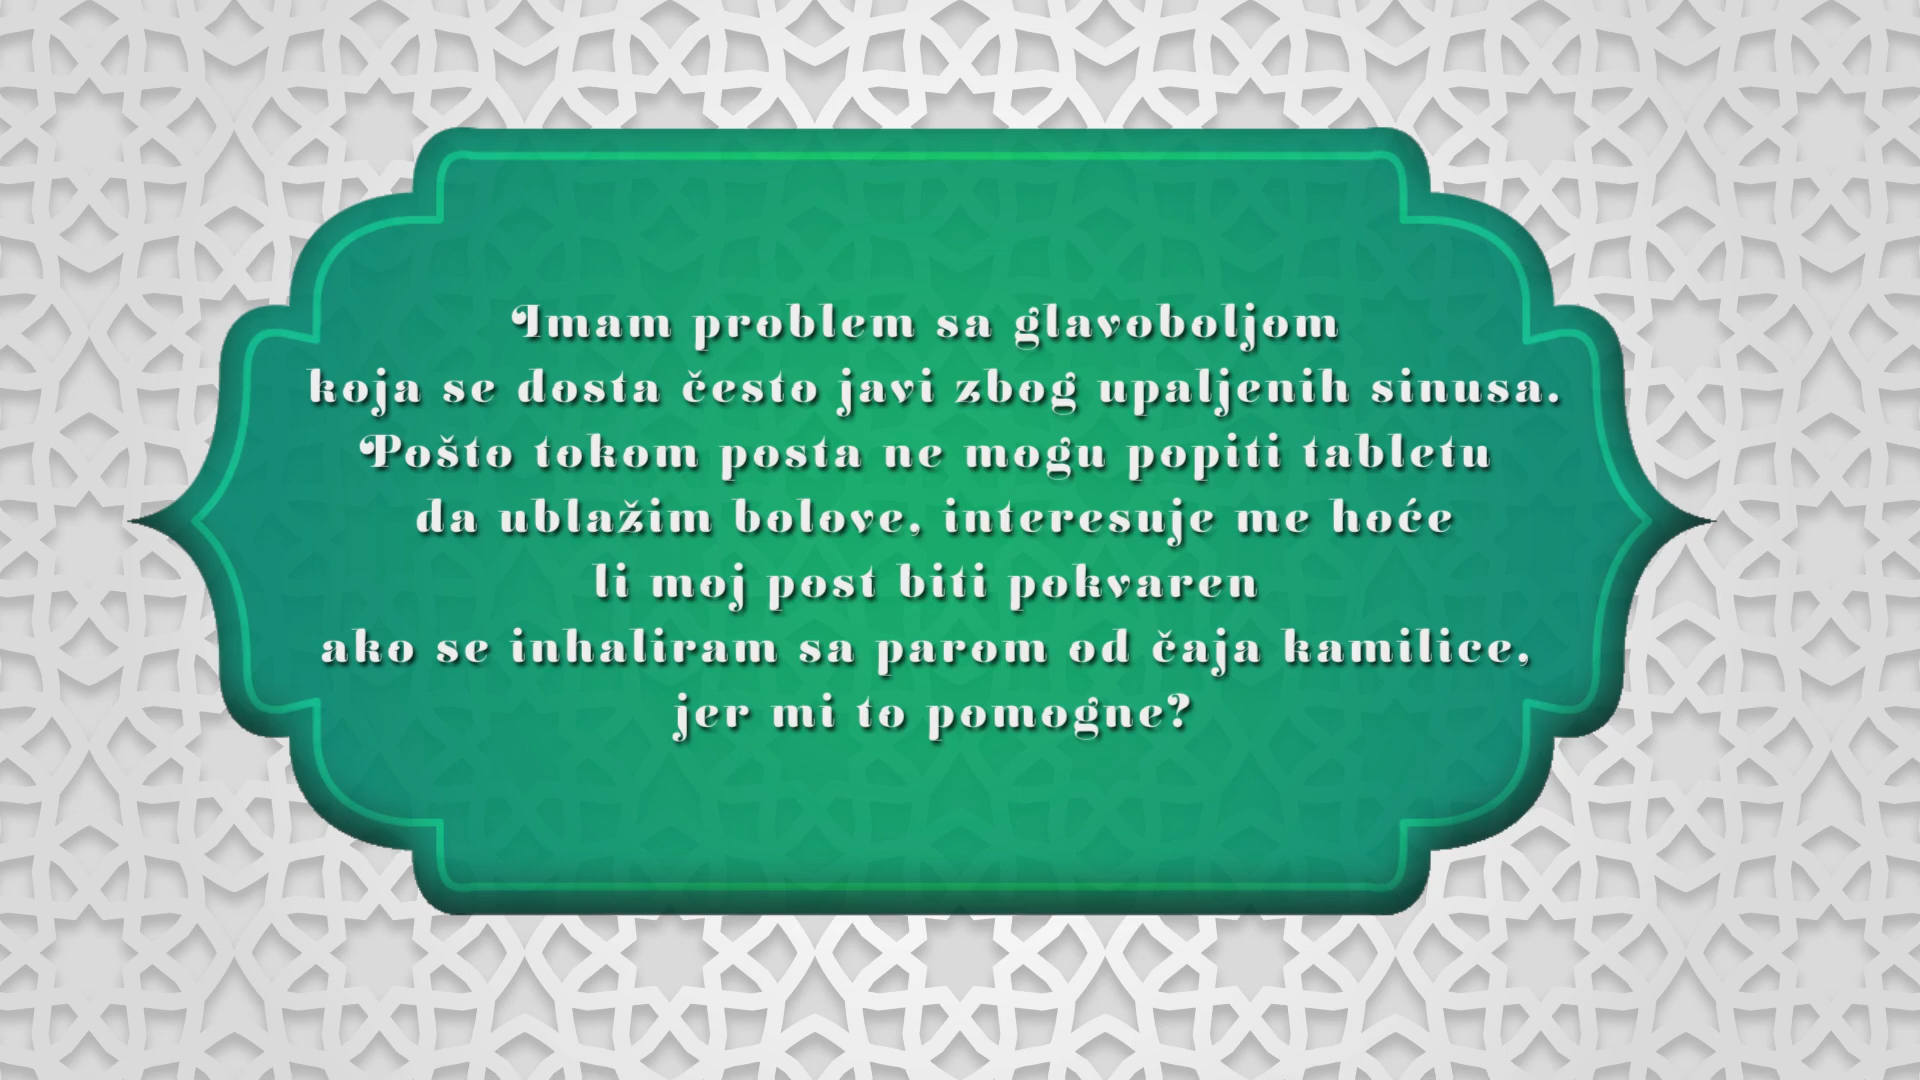 Imam problem sa glavoboljom
koja se dosta često javi zbog upaljenih sinusa.
Pošto tokom posta ne mogu popiti tabletu
da ublažim bolove, interesuje me hoće
li moj post biti pokvaren
ako se inhaliram sa parom od čaja kamilice,
jer mi to pomogne?